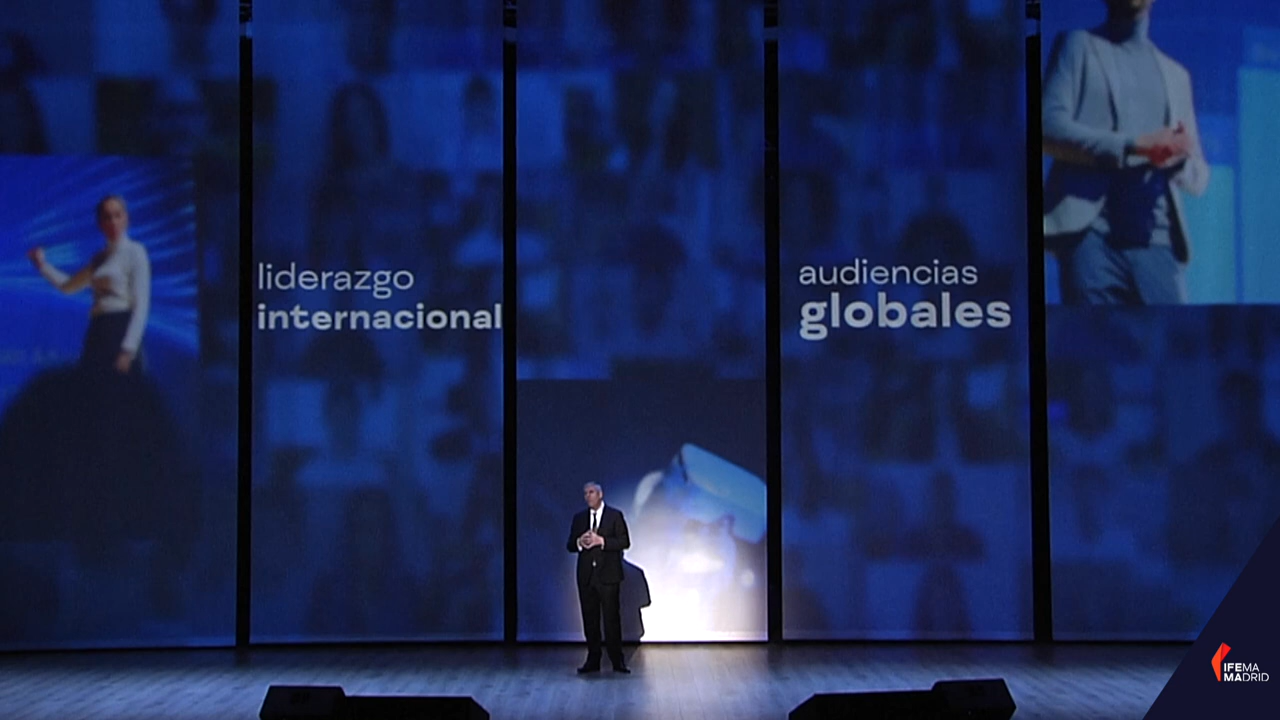 liderazgo
internacional
audiencias
globales
IFEMA
MADRID